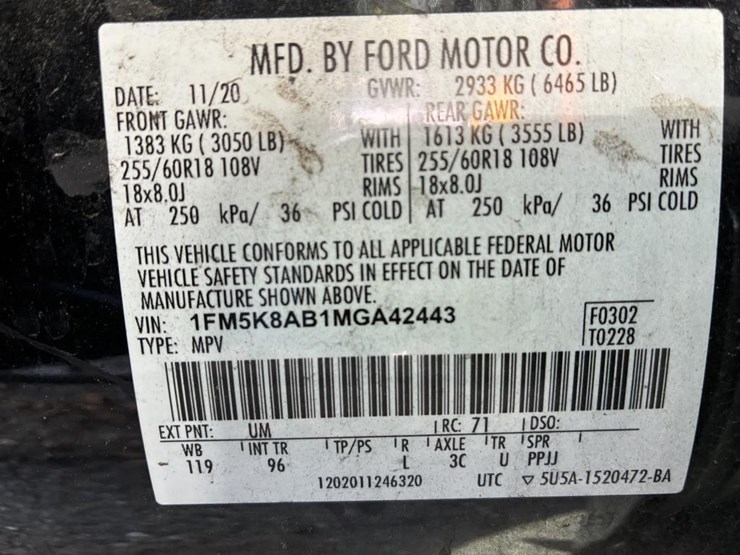 MFD. BY FORD MOTOR CO.
DATE: 11/20 GVWR: 2933 KG ( 6465 LB)
FRONT GAWR: REAR GAWR:
1383 KG ( 3050 LB) WITH 1613 KG ( 3555 LB) WITH
255/60R18 108V TIRES 255/60R18 108V TIRES
18x8.0J RIMS 18x8.0J RIMS
AT 250 kPa/ 36 PSI COLD AT 250 kPa/ 36 PSI COLD
THIS VEHICLE CONFORMS TO ALL APPLICABLE FEDERAL MOTOR
VEHICLE SAFETY STANDARDS IN EFFECT ON THE DATE OF
MANUFACTURE SHOWN ABOVE.
VIN: 1FM5K8AB1MGA42443 F0302
TYPE: MPV T0228
EXT PNT: UM RC: 71 DSO:
WB INT TR TP/PS R AXLE TR SPR
119 96 L 3C U PPJJ
1202011246320 UTC ▽ 5U5A-1520472-BA